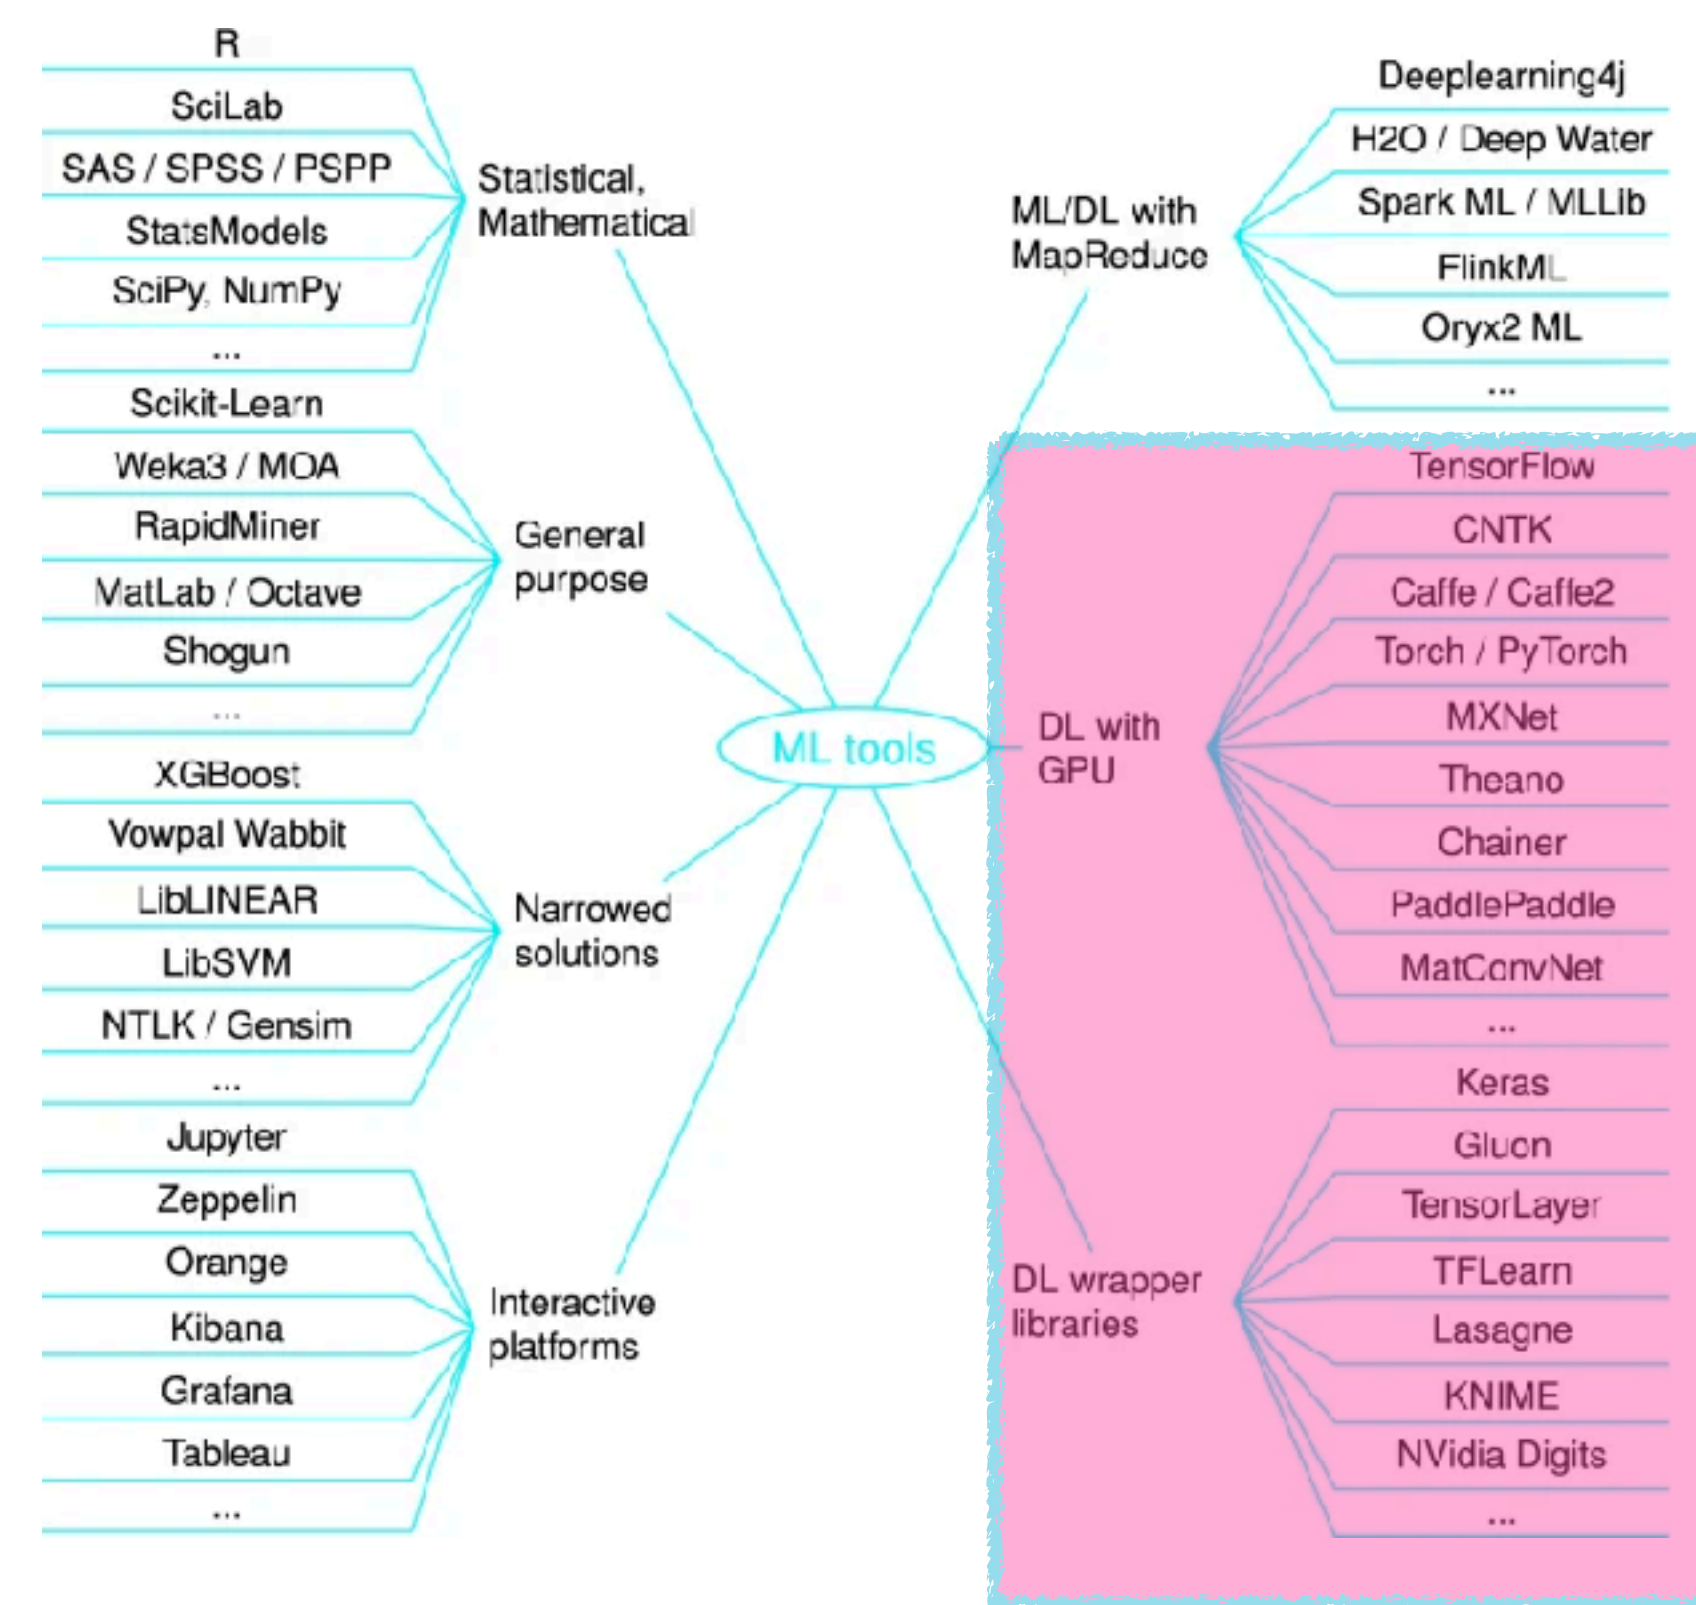 R
SciLab
SAS / SPSS / PSPP
StatsModels
SciPy, NumPy
...
Statistical,
Mathematical
Scikit-Learn
Weka3 / MOA
RapidMiner
MatLab / Octave
Shogun
...
General
purpose
XGBoost
Vowpal Wabbit
LibLINEAR
LibSVM
NTLK / Gensim
...
Narrowed
solutions
Jupyter
Zeppelin
Orange
Kibana
Grafana
Tableau
...
Interactive
platforms
ML tools
ML/DL with
MapReduce
Deeplearning4j
H2O / Deep Water
Spark ML / MLLib
FlinkML
Oryx2 ML
...
DL with
GPU
TensorFlow
CNTK
Caffe / Caffe2
Torch / PyTorch
MXNet
Theano
Chainer
PaddlePaddle
MatConvNet
...
DL wrapper
libraries
Keras
Gluon
TensorLayer
TFLearn
Lasagne
KNIME
NVidia Digits
...